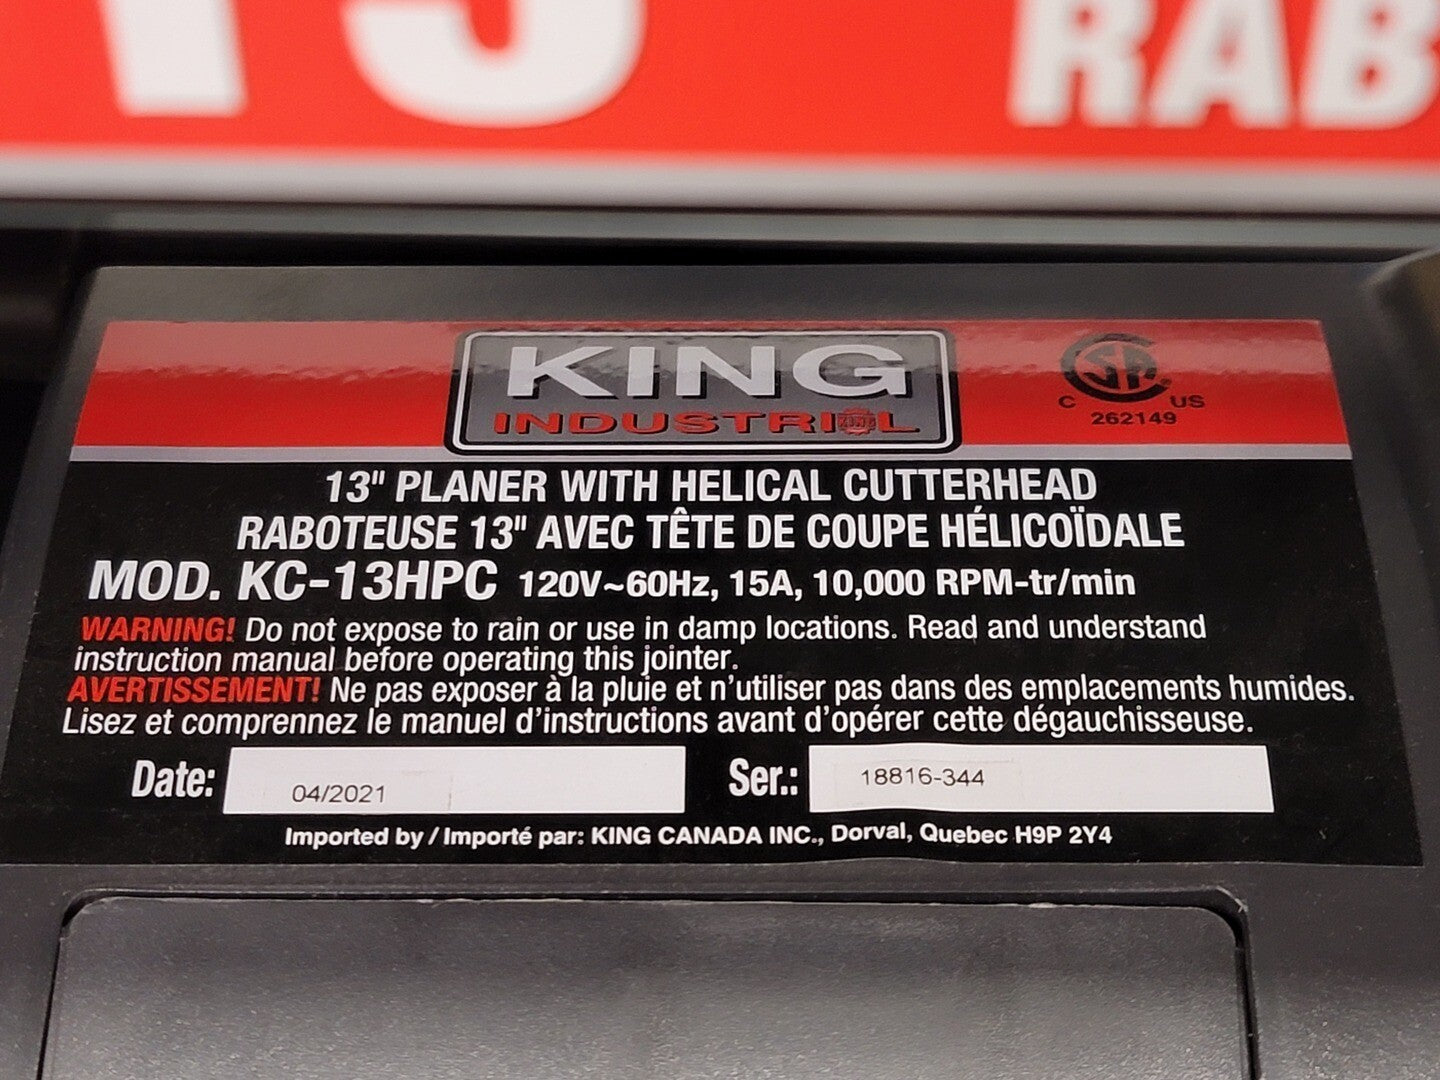 13
RAB
KING
INDUSTRIAL
KING
CSA
C US
262149
13" PLANER WITH HELICAL CUTTERHEAD
RABOTEUSE 13" AVEC TÊTE DE COUPE HÉLICOÏDALE
MOD. KC-13HPC 120V~60Hz, 15A, 10,000 RPM-tr/min
WARNING! Do not expose to rain or use in damp locations. Read and understand
instruction manual before operating this jointer.
AVERTISSEMENT! Ne pas exposer à la pluie et n'utiliser pas dans des emplacements humides.
Lisez et comprennez le manuel d'instructions avant d'opérer cette dégauchisseuse.
Date: 04/2021 Ser.: 18816-344
Imported by / Importé par: KING CANADA INC., Dorval, Quebec H9P 2Y4